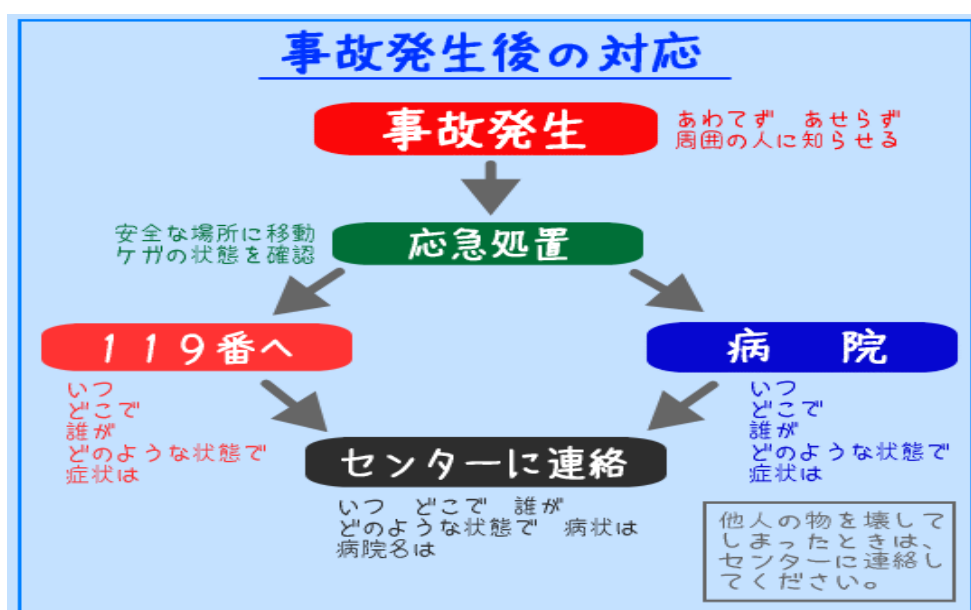 事故発生後の対応
事故発生
あわてず　あせらず
周囲の人に知らせる
安全な場所に移動
ケガの状態を確認
応急処置
１１９番へ
いつ
どこで
誰が
どのような状態で
症状は
病　院
いつ
どこで
誰が
どのような状態で
症状は
センターに連絡
いつ　どこで　誰が
どのような状態で　病状は
病院名は
他人の物を壊して
しまったときは、
センターに連絡し
てください。